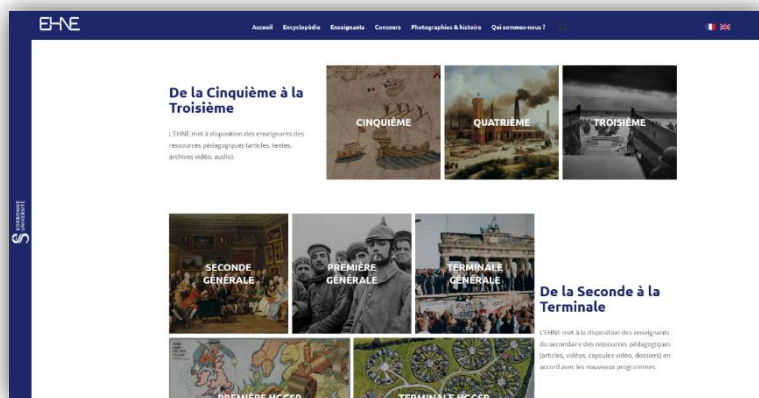 EHNE
Accueil Encyclopédie Enseignants Concours Photographies & histoire Qui sommes-nous ?
De la Cinquième à la
Troisième
L'EHNE met à disposition des enseignants des
ressources pédagogiques (articles, textes,
archives vidéo, audio).
CINQUIÈME
QUATRIÈME
TROISIÈME
SORBONNE
UNIVERSITÉ
SECONDE
GÉNÉRALE
PREMIÈRE
GÉNÉRALE
TERMINALE
GÉNÉRALE
De la Seconde à la
Terminale
L'EHNE met à la disposition des enseignants
du secondaire des ressources pédagogiques
(articles, vidéos, capsules vidéo, dossiers) en
accord avec les nouveaux programmes.
PREMIÈRE HGGSP
TERMINALE HGGSP